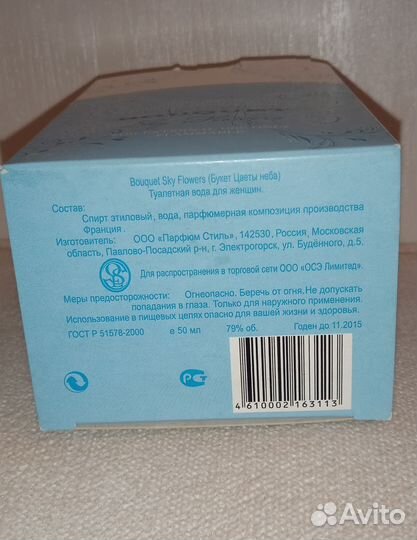 Bouquet Sky Flowers (Букет Цветы неба)
Туалетная вода для женщин.
Состав:
Спирт этиловый, вода, парфюмерная композиция производства
Франция.
Изготовитель: ООО «Парфюм Стиль», 142530, Россия, Московская
область, Павлово-Посадский р-н, г. Электрогорск, ул. Будённого, д.5.
Для распространения в торговой сети ООО «ОСЭ Лимитед».
Меры предосторожности: Огнеопасно. Беречь от огня. Не допускать
попадания в глаза. Только для наружного применения.
Использование в пищевых целях опасно для вашей жизни и здоровья.
ГОСТ Р 51578-2000 е 50 мл 79% об. Годен до 11.2015
РСТ
4 610002 163113
Avito